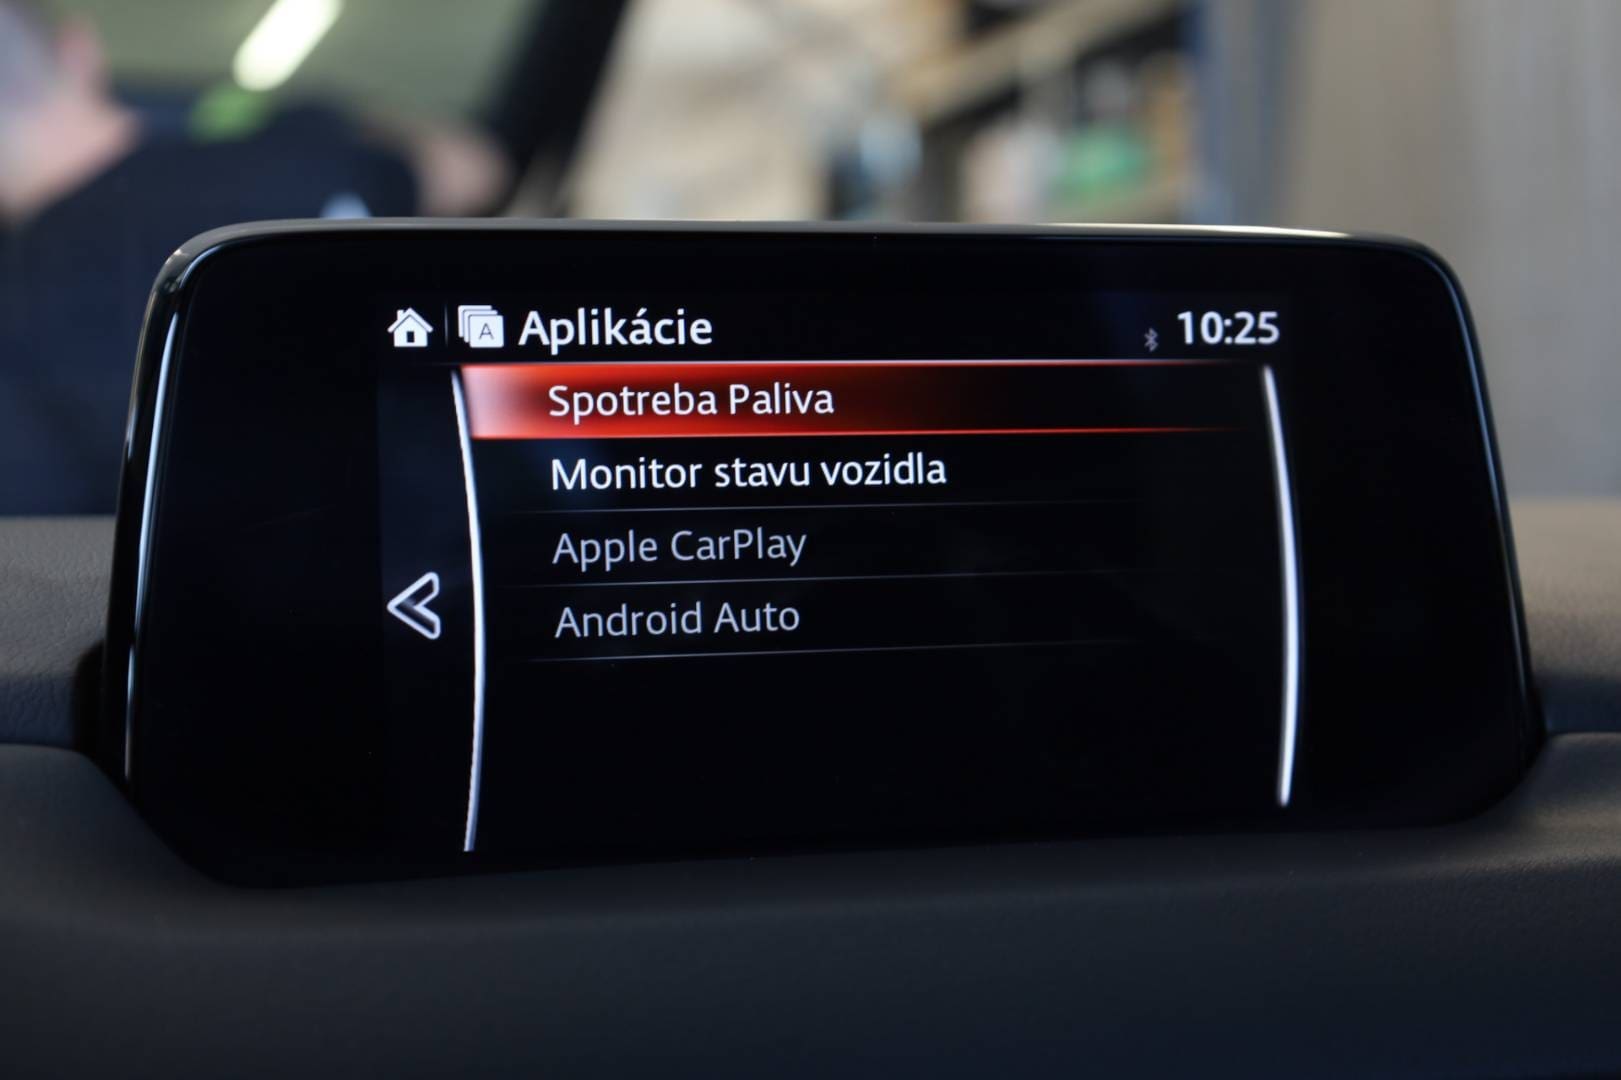 A Aplikácie 10:25
Spotreba Paliva
Monitor stavu vozidla
Apple CarPlay
Android Auto